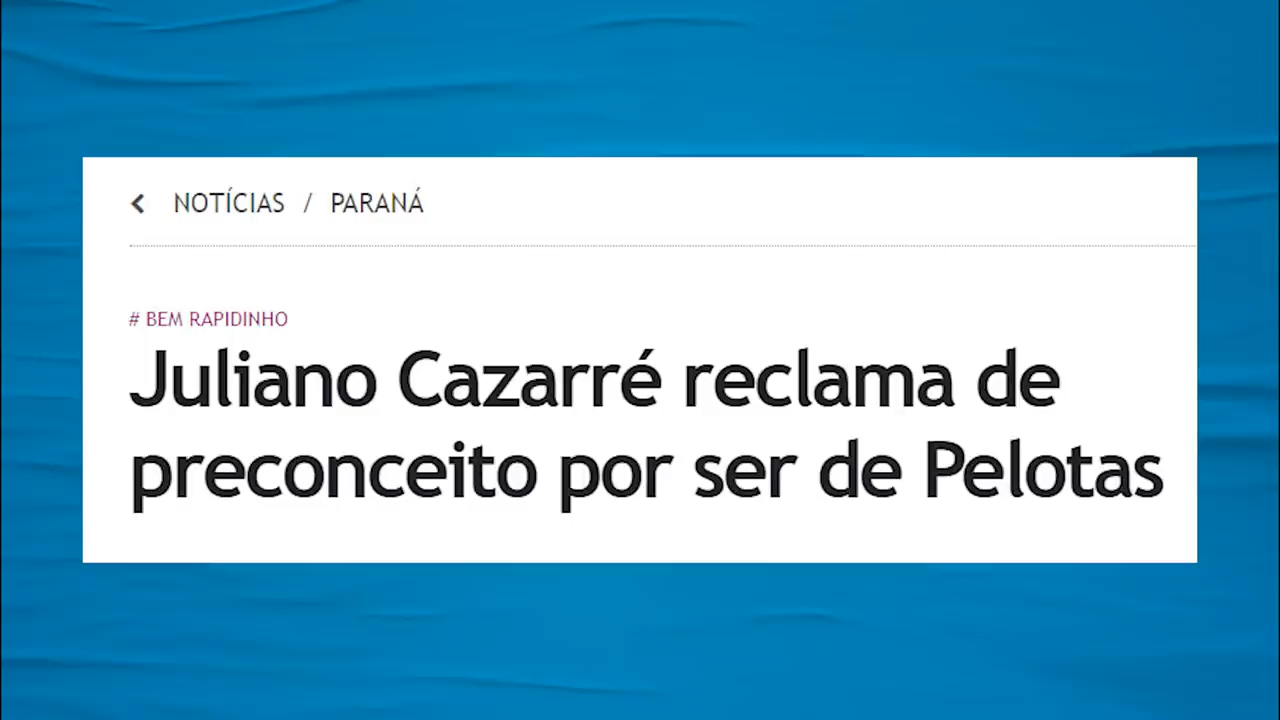 NOTÍCIAS / PARANÁ
# BEM RAPIDINHO
Juliano Cazarré reclama de
preconceito por ser de Pelotas